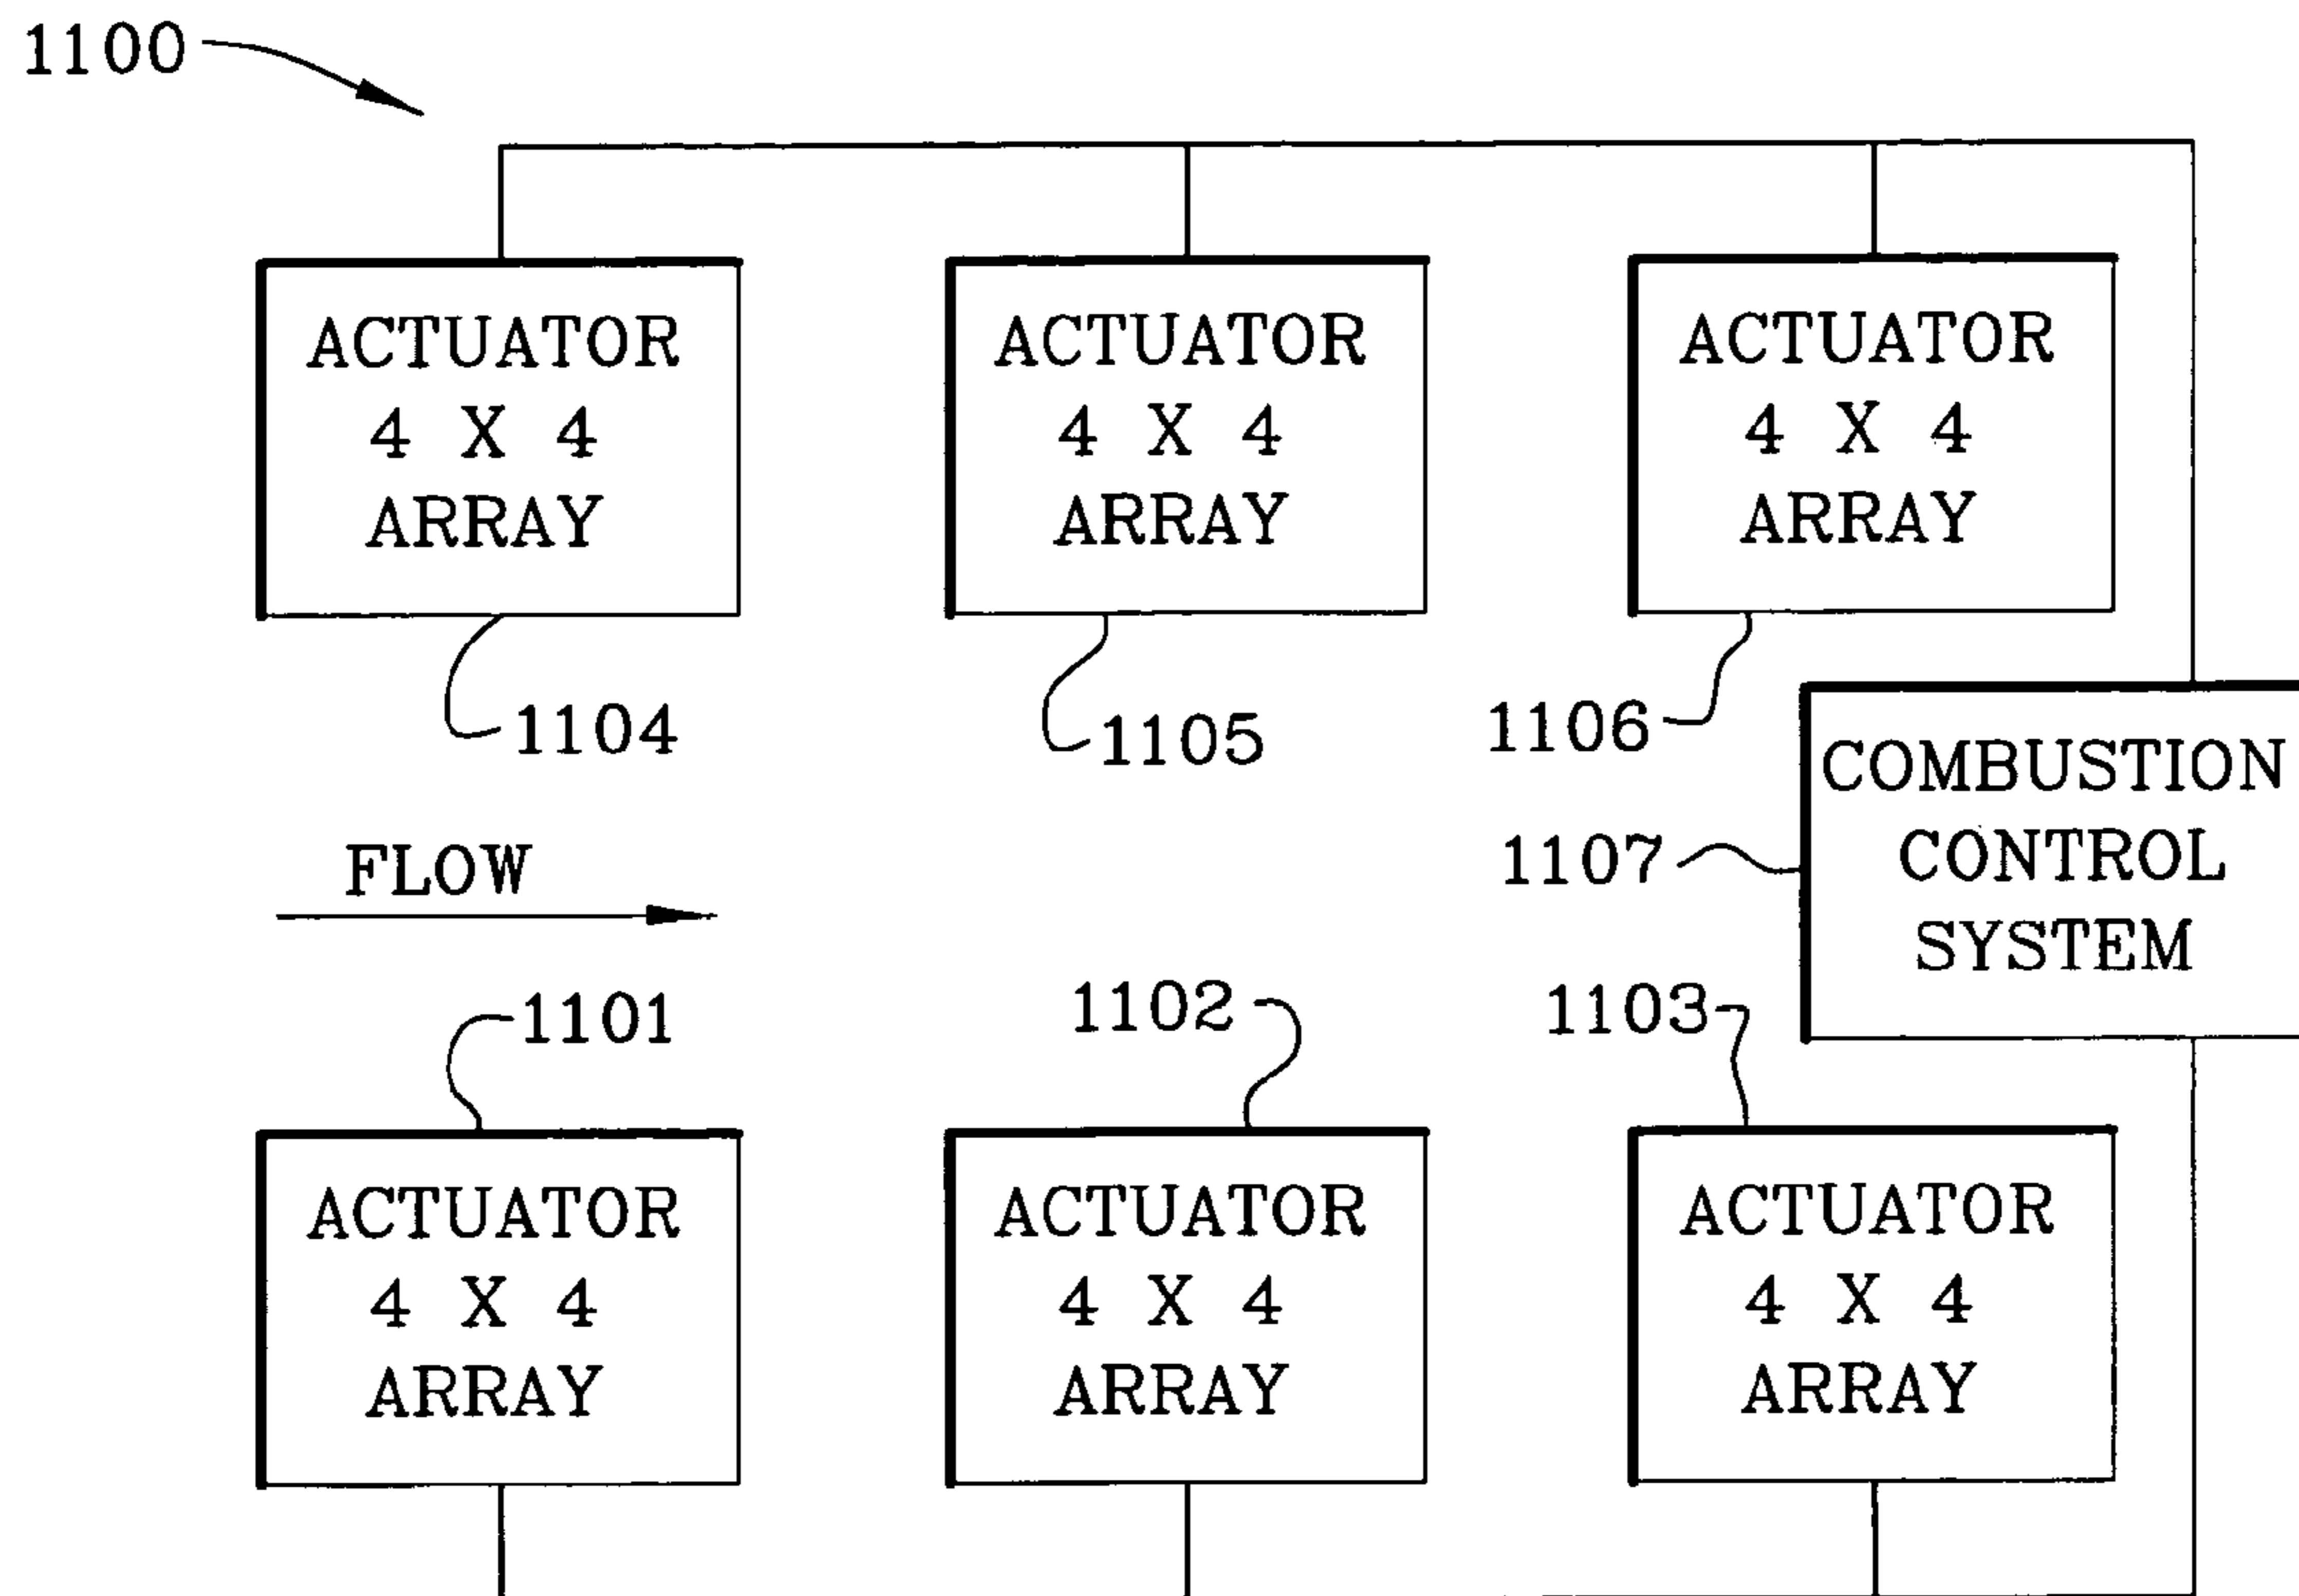 1100
ACTUATOR
4 X 4
ARRAY
ACTUATOR
4 X 4
ARRAY
ACTUATOR
4 X 4
ARRAY
1104
1105
1106
COMBUSTION
CONTROL
SYSTEM
1107
FLOW
1101
1102
1103
ACTUATOR
4 X 4
ARRAY
ACTUATOR
4 X 4
ARRAY
ACTUATOR
4 X 4
ARRAY